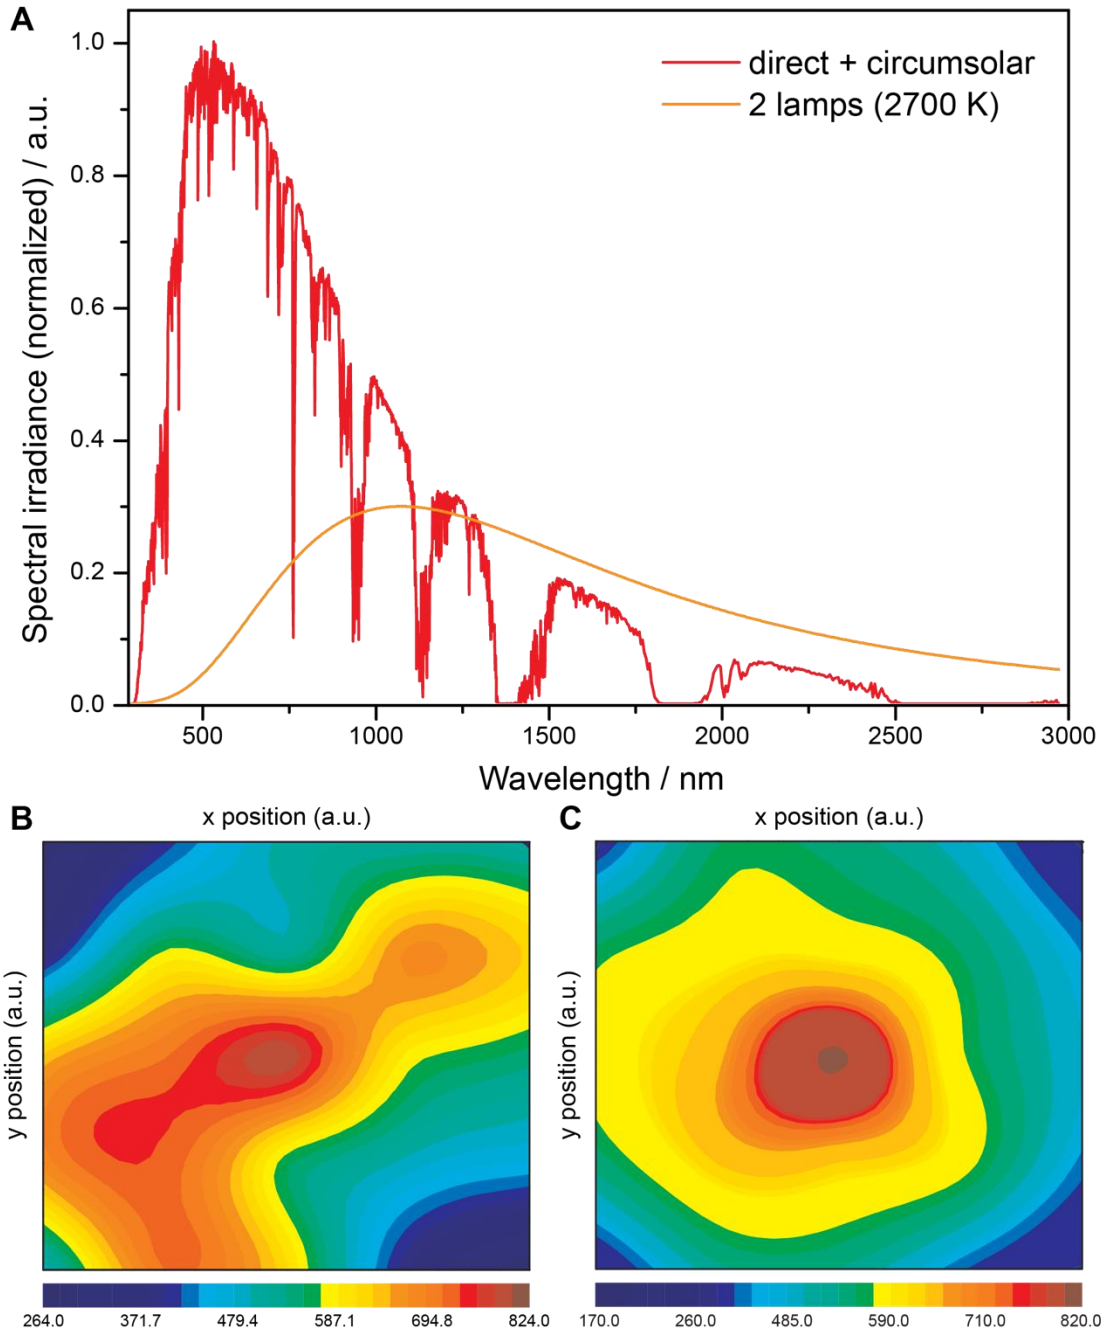 A
direct + circumsolar
2 lamps (2700 K)
Spectral irradiance (normalized) / a.u.
1.0
0.8
0.6
0.4
0.2
0.0
500 1000 1500 2000 2500 3000
Wavelength / nm
B x position (a.u.)
y position (a.u.)
264.0 371.7 479.4 587.1 694.8 824.0
C x position (a.u.)
y position (a.u.)
170.0 260.0 485.0 590.0 710.0 820.0